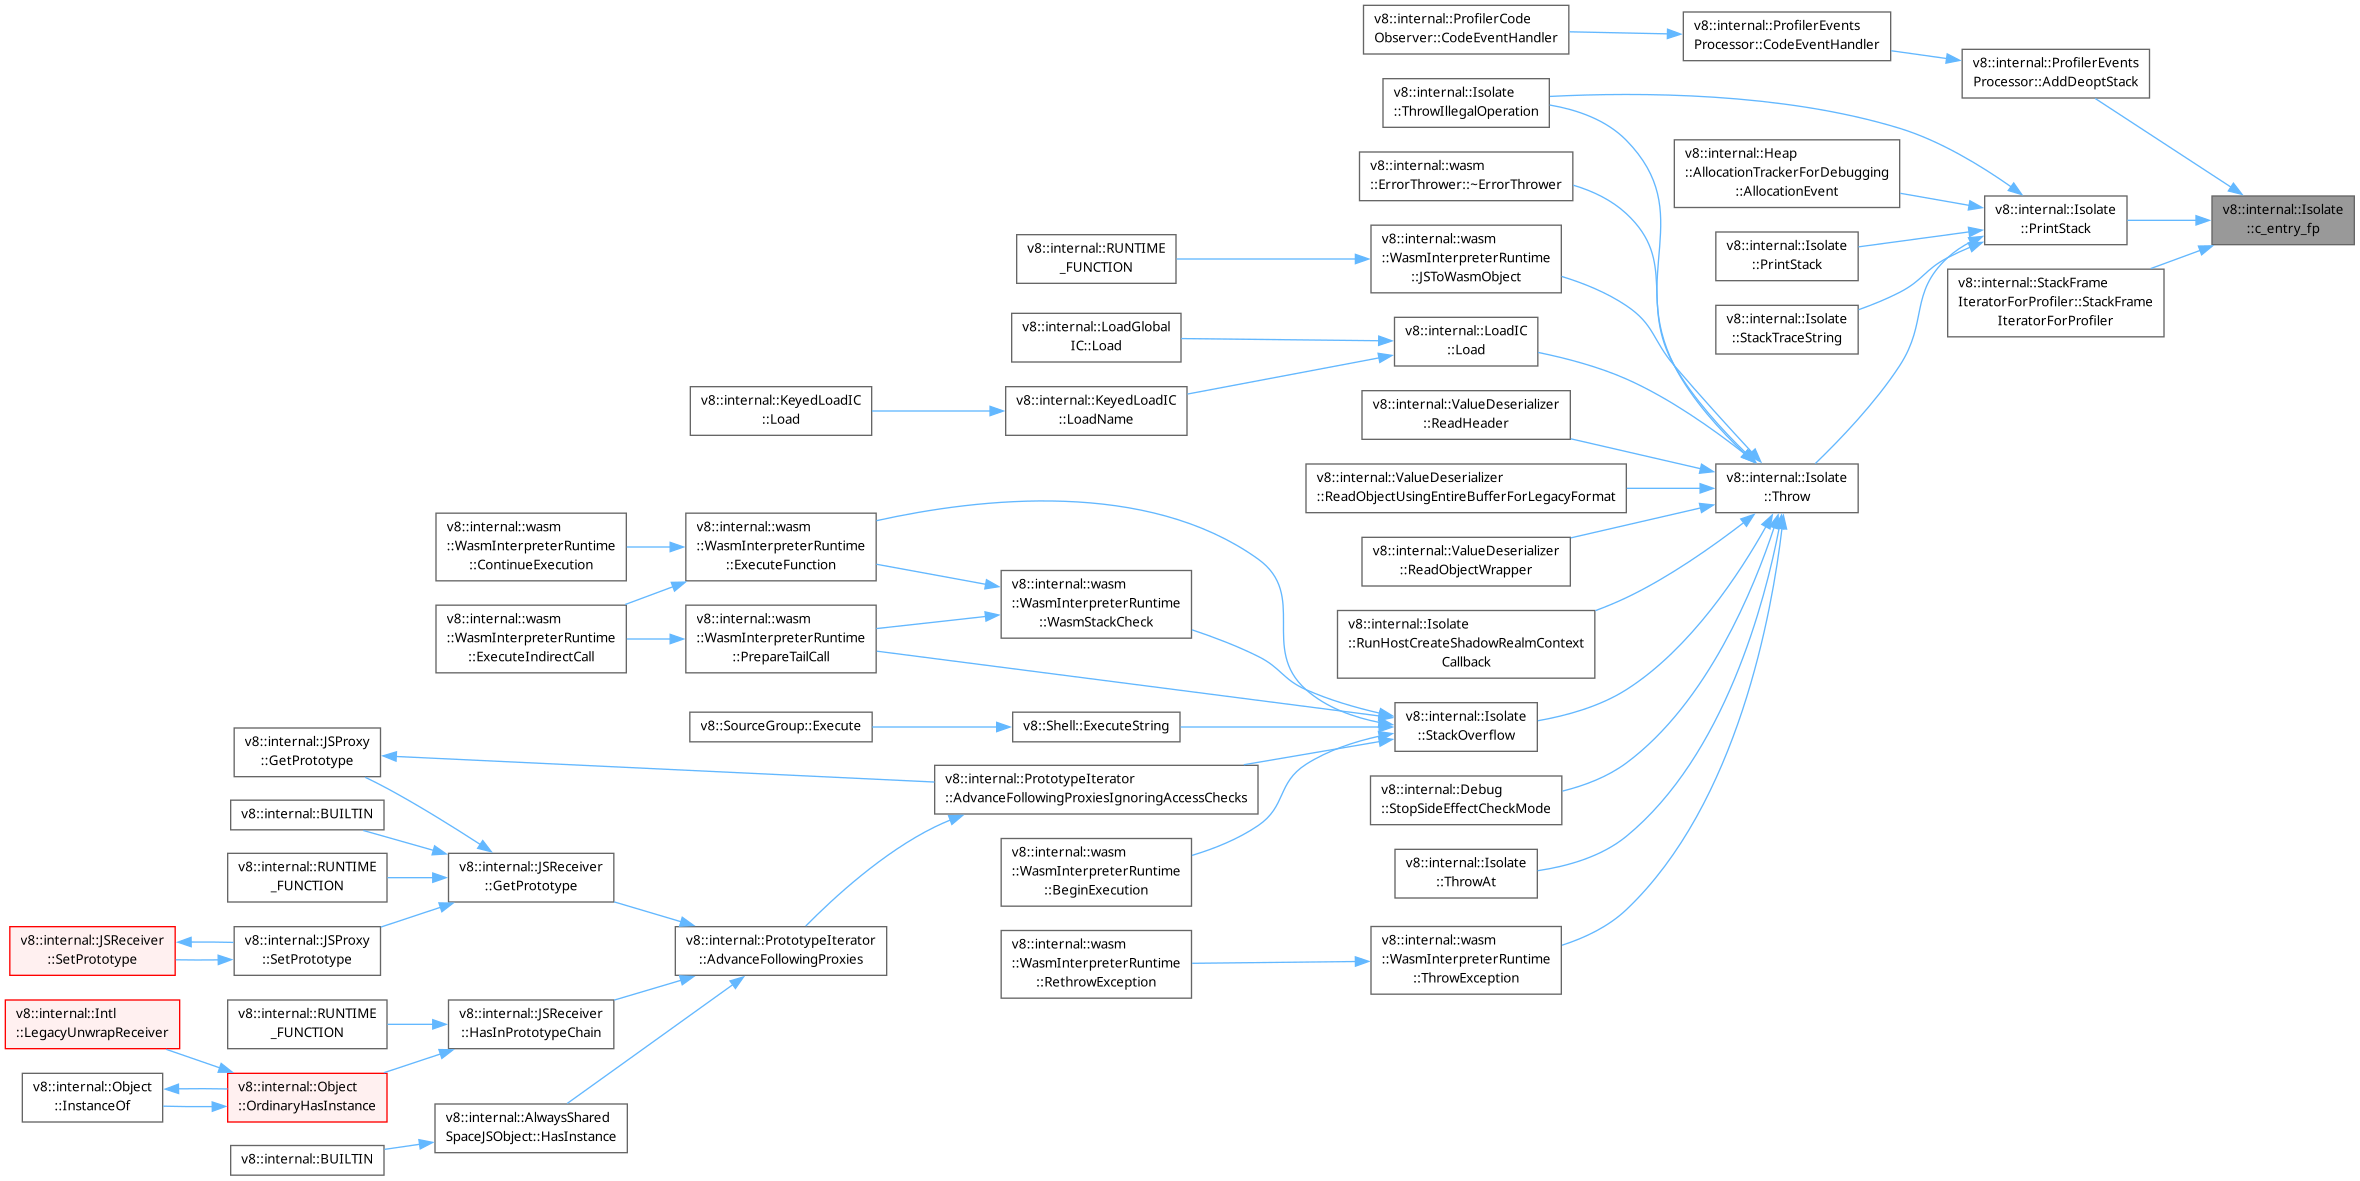 v8::internal::ProfilerCode
Observer::CodeEventHandler
v8::internal::ProfilerEvents
Processor::CodeEventHandler
v8::internal::ProfilerEvents
Processor::AddDeoptStack
v8::internal::Isolate
::ThrowIllegalOperation
v8::internal::Heap
::AllocationTrackerForDebugging
::AllocationEvent
v8::internal::wasm
::ErrorThrower::~ErrorThrower
v8::internal::Isolate
::PrintStack
v8::internal::Isolate
::c_entry_fp
v8::internal::RUNTIME
_FUNCTION
v8::internal::wasm
::WasmInterpreterRuntime
::JSToWasmObject
v8::internal::Isolate
::PrintStack
v8::internal::StackFrame
IteratorForProfiler::StackFrame
IteratorForProfiler
v8::internal::LoadGlobal
IC::Load
v8::internal::LoadIC
::Load
v8::internal::Isolate
::StackTraceString
v8::internal::KeyedLoadIC
::Load
v8::internal::KeyedLoadIC
::LoadName
v8::internal::ValueDeserializer
::ReadHeader
v8::internal::ValueDeserializer
::ReadObjectUsingEntireBufferForLegacyFormat
v8::internal::Isolate
::Throw
v8::internal::wasm
::WasmInterpreterRuntime
::ContinueExecution
v8::internal::wasm
::WasmInterpreterRuntime
::ExecuteFunction
v8::internal::ValueDeserializer
::ReadObjectWrapper
v8::internal::wasm
::WasmInterpreterRuntime
::WasmStackCheck
v8::internal::wasm
::WasmInterpreterRuntime
::ExecuteIndirectCall
v8::internal::wasm
::WasmInterpreterRuntime
::PrepareTailCall
v8::internal::Isolate
::RunHostCreateShadowRealmContext
Callback
v8::SourceGroup::Execute
v8::Shell::ExecuteString
v8::internal::Isolate
::StackOverflow
v8::internal::JSProxy
::GetPrototype
v8::internal::PrototypeIterator
::AdvanceFollowingProxiesIgnoringAccessChecks
v8::internal::Debug
::StopSideEffectCheckMode
v8::internal::BUILTIN
v8::internal::RUNTIME
_FUNCTION
v8::internal::JSReceiver
::GetPrototype
v8::internal::wasm
::WasmInterpreterRuntime
::BeginExecution
v8::internal::Isolate
::ThrowAt
v8::internal::JSReceiver
::SetPrototype
v8::internal::JSProxy
::SetPrototype
v8::internal::PrototypeIterator
::AdvanceFollowingProxies
v8::internal::wasm
::WasmInterpreterRuntime
::RethrowException
v8::internal::wasm
::WasmInterpreterRuntime
::ThrowException
v8::internal::Intl
::LegacyUnwrapReceiver
v8::internal::RUNTIME
_FUNCTION
v8::internal::JSReceiver
::HasInPrototypeChain
v8::internal::Object
::InstanceOf
v8::internal::Object
::OrdinaryHasInstance
v8::internal::AlwaysShared
SpaceJSObject::HasInstance
v8::internal::BUILTIN